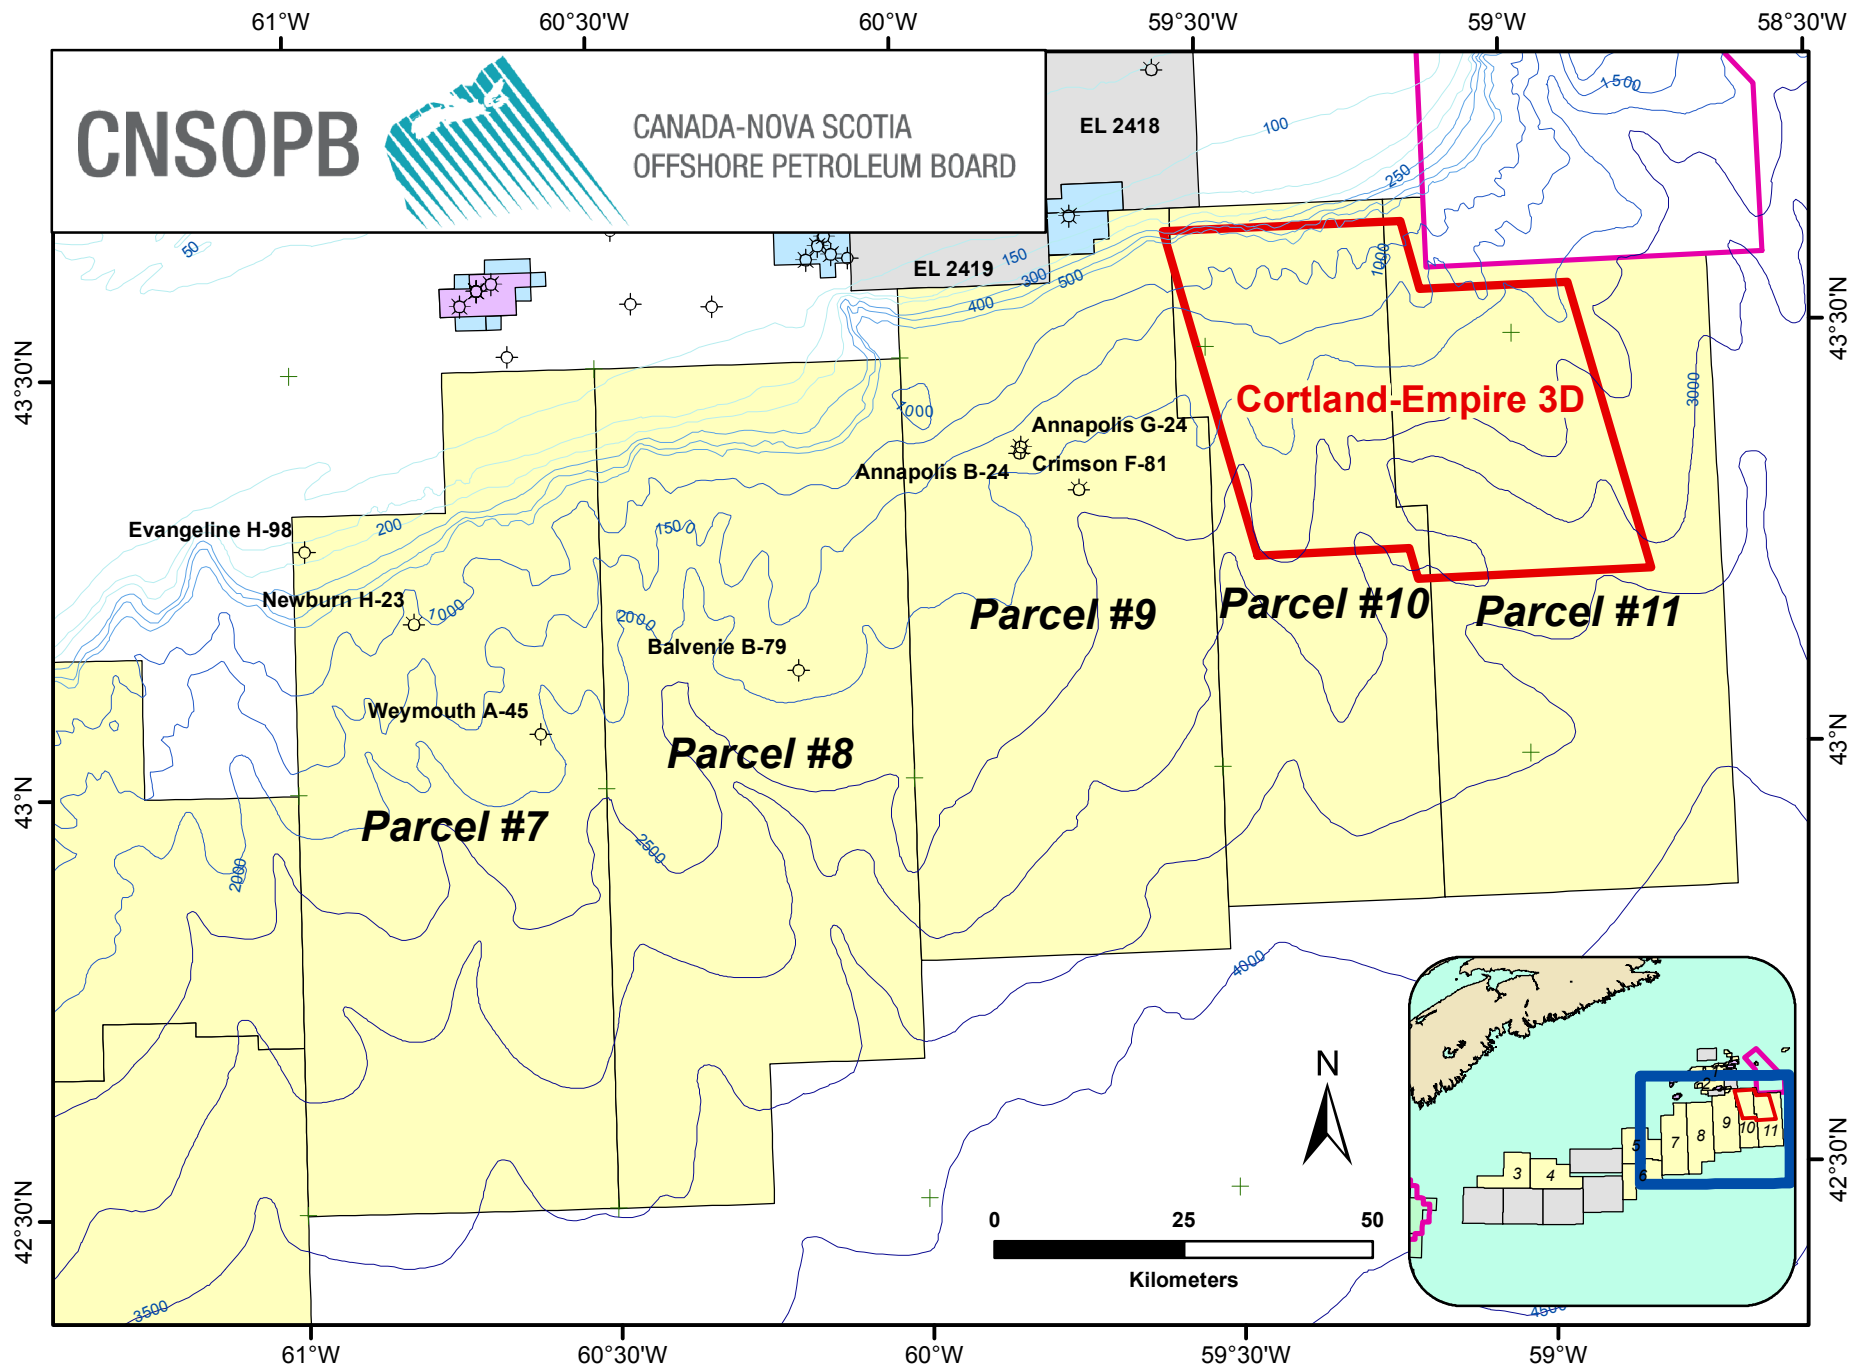 61°W
60°30'W
60°W
59°30'W
59°W
58°30'W
CNSOPB
CANADA-NOVA SCOTIA
OFFSHORE PETROLEUM BOARD
EL 2418
1500
100
250
50
EL 2419
150
300
500
400
1000
43°30'N
43°30'N
Cortland-Empire 3D
3000
1000
Annapolis G-24
Annapolis B-24
Crimson F-81
Evangeline H-98
200
1500
Newburn H-23
1000
2000
Balvenie B-79
Parcel #9
Parcel #10
Parcel #11
Weymouth A-45
Parcel #8
43°N
43°N
Parcel #7
2500
2000
4000
N
1
2
9
10
11
8
7
5
6
3
4
42°30'N
42°30'N
0 25 50
Kilometers
3500
4500
61°W
60°30'W
60°W
59°30'W
59°W